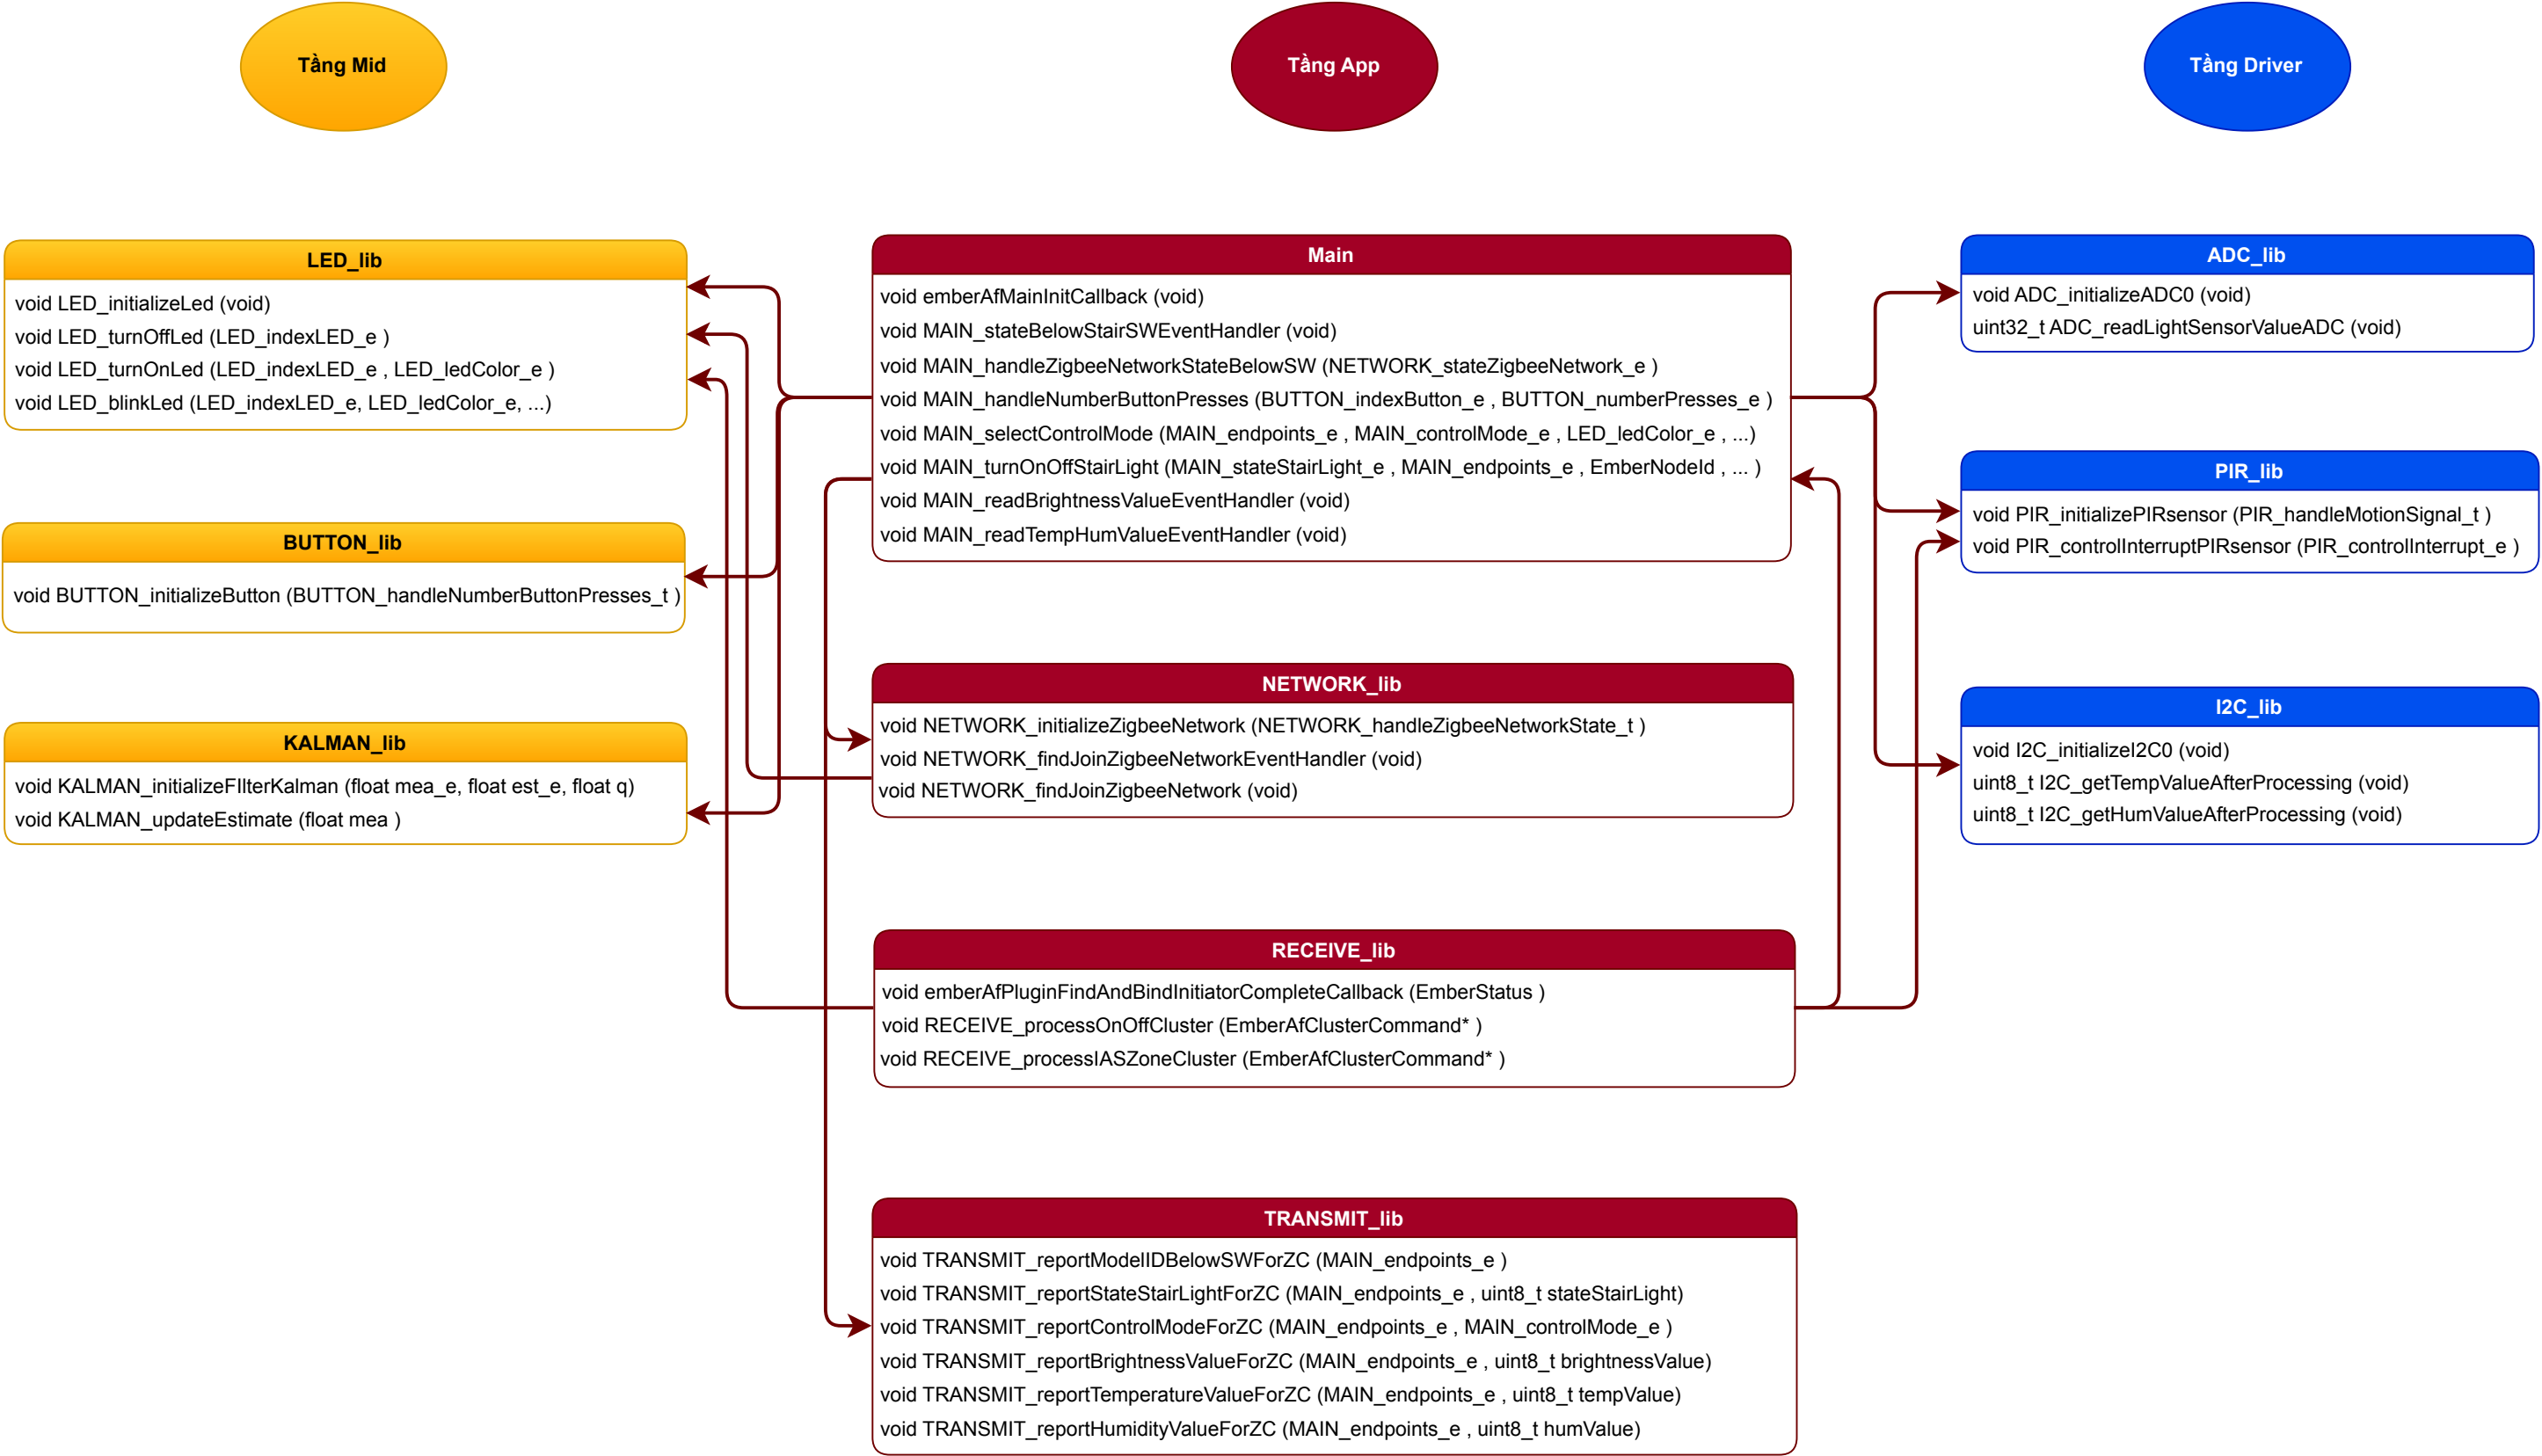 Tầng Mid
Tầng App
Tầng Driver
LED_lib
void LED_initializeLed (void)
void LED_turnOffLed (LED_indexLED_e )
void LED_turnOnLed (LED_indexLED_e , LED_ledColor_e )
void LED_blinkLed (LED_indexLED_e, LED_ledColor_e, ...)
BUTTON_lib
void BUTTON_initializeButton (BUTTON_handleNumberButtonPresses_t )
KALMAN_lib
void KALMAN_initializeFIlterKalman (float mea_e, float est_e, float q)
void KALMAN_updateEstimate (float mea )
Main
void emberAfMainInitCallback (void)
void MAIN_stateBelowStairSWEventHandler (void)
void MAIN_handleZigbeeNetworkStateBelowSW (NETWORK_stateZigbeeNetwork_e )
void MAIN_handleNumberButtonPresses (BUTTON_indexButton_e , BUTTON_numberPresses_e )
void MAIN_selectControlMode (MAIN_endpoints_e , MAIN_controlMode_e , LED_ledColor_e , ...)
void MAIN_turnOnOffStairLight (MAIN_stateStairLight_e , MAIN_endpoints_e , EmberNodeId , ... )
void MAIN_readBrightnessValueEventHandler (void)
void MAIN_readTempHumValueEventHandler (void)
NETWORK_lib
void NETWORK_initializeZigbeeNetwork (NETWORK_handleZigbeeNetworkState_t )
void NETWORK_findJoinZigbeeNetworkEventHandler (void)
void NETWORK_findJoinZigbeeNetwork (void)
RECEIVE_lib
void emberAfPluginFindAndBindInitiatorCompleteCallback (EmberStatus )
void RECEIVE_processOnOffCluster (EmberAfClusterCommand* )
void RECEIVE_processIASZoneCluster (EmberAfClusterCommand* )
TRANSMIT_lib
void TRANSMIT_reportModelIDBelowSWForZC (MAIN_endpoints_e )
void TRANSMIT_reportStateStairLightForZC (MAIN_endpoints_e , uint8_t stateStairLight)
void TRANSMIT_reportControlModeForZC (MAIN_endpoints_e , MAIN_controlMode_e )
void TRANSMIT_reportBrightnessValueForZC (MAIN_endpoints_e , uint8_t brightnessValue)
void TRANSMIT_reportTemperatureValueForZC (MAIN_endpoints_e , uint8_t tempValue)
void TRANSMIT_reportHumidityValueForZC (MAIN_endpoints_e , uint8_t humValue)
ADC_lib
void ADC_initializeADC0 (void)
uint32_t ADC_readLightSensorValueADC (void)
PIR_lib
void PIR_initializePIRsensor (PIR_handleMotionSignal_t )
void PIR_controlInterruptPIRsensor (PIR_controlInterrupt_e )
I2C_lib
void I2C_initializeI2C0 (void)
uint8_t I2C_getTempValueAfterProcessing (void)
uint8_t I2C_getHumValueAfterProcessing (void)